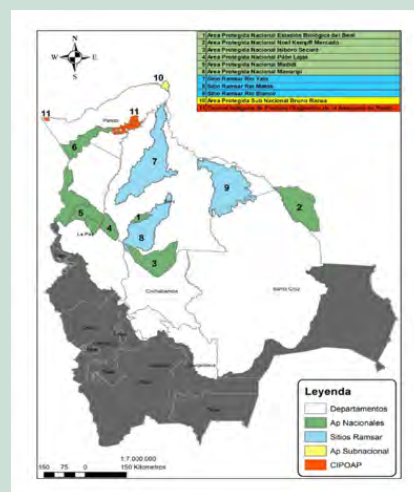 1 Area Protegida Nacional Estación Biológica del Beni
2 Area Protegida Nacional Noel Kempff Mercado
3 Area Protegida Nacional Isiboro Secure
4 Area Protegida Nacional Pilón Lajas
5 Area Protegida Nacional Madidi
6 Area Protegida Nacional Manuripi
7 Sitio Ramsar Río Yata
8 Sitio Ramsar Río Matos
9 Sitio Ramsar Río Blanco
10 Area Protegida Sub Nacional Bruno Racua
N
W E
S
10
11
11
Pando
6
7
9
2
5
4
1
8
La Paz
3
Cochabamba
Santa Cruz
Leyenda
Departamentos
Ap Nacionales
Sitios Ramsar
Ap Subnacional
CIPOAP
1:7.000.000
150 75 0 150 Kilometros